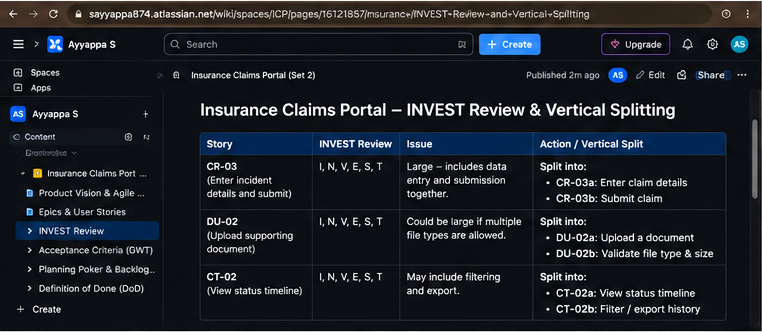 sayyappa874.atlassian.net/wiki/spaces/ICP/pages/16121857/nsuranc+/INVEST-Review-and+Vertical+Splitting
Ayyappa S
Search
+ Create
Upgrade
AS
Spaces
Apps
Insurance Claims Portal (Set 2)
Published 2m ago
AS
Edit
Share
AS Ayyappa S
Content
Insurance Claims Port ...
Product Vision & Agile ...
Epics & User Stories
INVEST Review
Acceptance Criteria (GWT)
Planning Poker & Backlog...
Definition of Done (DoD)
+ Create
Insurance Claims Portal – INVEST Review & Vertical Splitting
Story INVEST Review Issue Action / Vertical Split
CR-03
(Enter incident
details and submit)
I, N, V, E, S, T
Large – includes data
entry and submission
together.
Split into:
• CR-03a: Enter claim details
• CR-03b: Submit claim
DU-02
(Upload supporting
document)
I, N, V, E, S, T
Could be large if multiple
file types are allowed.
Split into:
• DU-02a: Upload a document
• DU-02b: Validate file type & size
CT-02
(View status timeline)
I, N, V, E, S, T
May include filtering
and export.
Split into:
• CT-02a: View status timeline
• CT-02b: Filter / export history